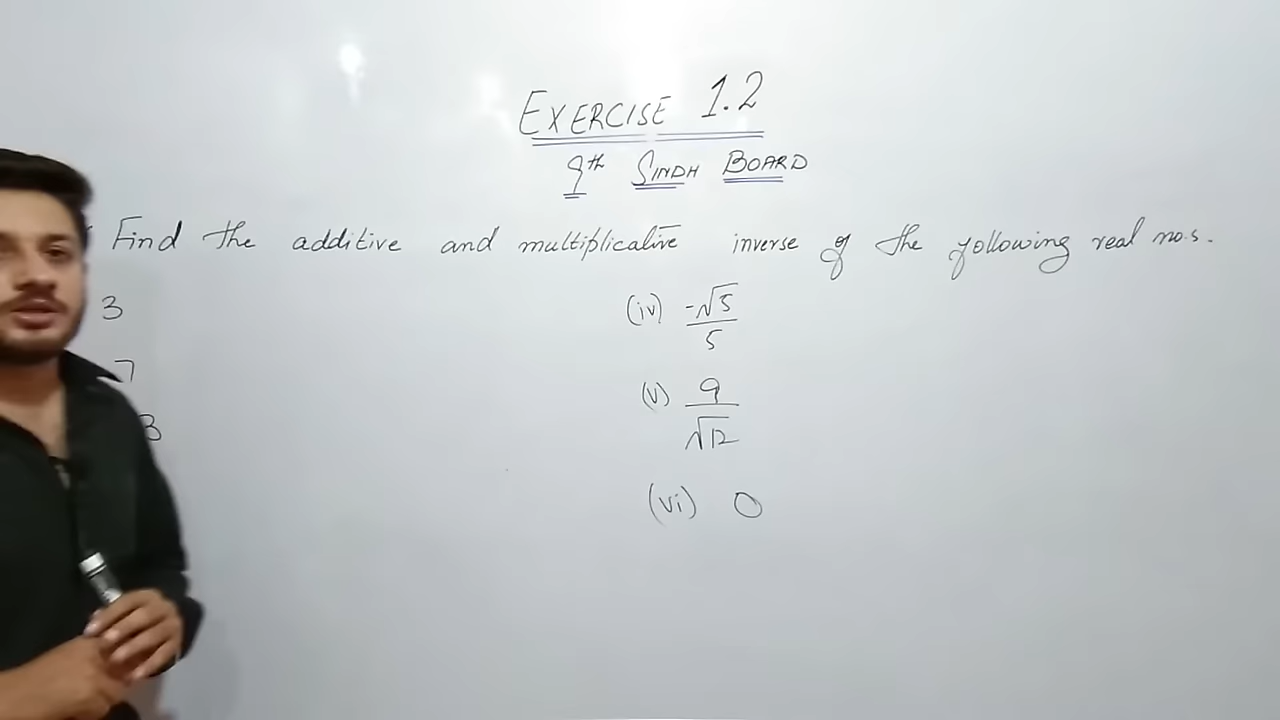 EXERCISE 1.2
9th SINDH BOARD
Find the additive and multiplicative inverse of the following real no.s.
3
7
3
(iv) -√5/5
(v) 9/√12
(vi) 0